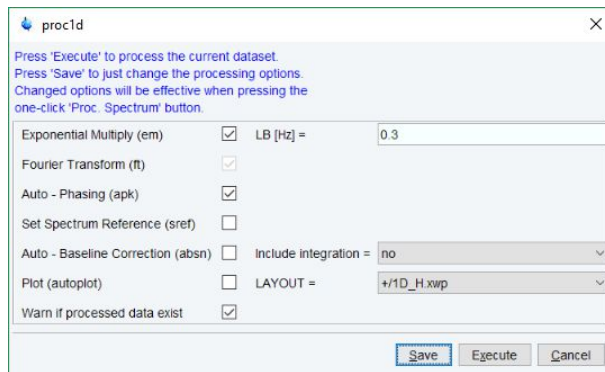 proc1d
Press 'Execute' to process the current dataset.
Press 'Save' to just change the processing options.
Changed options will be effective when pressing the
one-click 'Proc. Spectrum' button.
Exponential Multiply (em) LB [Hz] = 0.3
Fourier Transform (ft)
Auto - Phasing (apk)
Set Spectrum Reference (sref)
Auto - Baseline Correction (absn) Include integration = no
Plot (autoplot) LAYOUT = +/1D_H.xwp
Warn if processed data exist
Save Execute Cancel